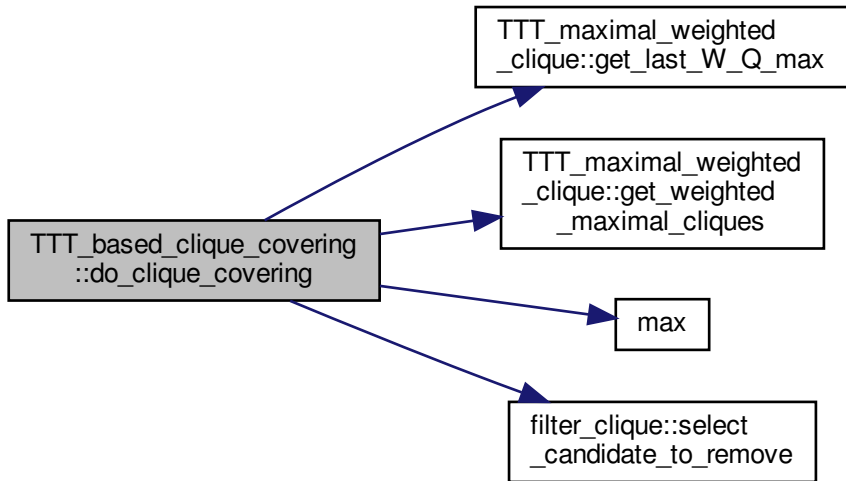 TTT_maximal_weighted
_clique::get_last_W_Q_max
TTT_maximal_weighted
_clique::get_weighted
_maximal_cliques
TTT_based_clique_covering
::do_clique_covering
max
filter_clique::select
_candidate_to_remove